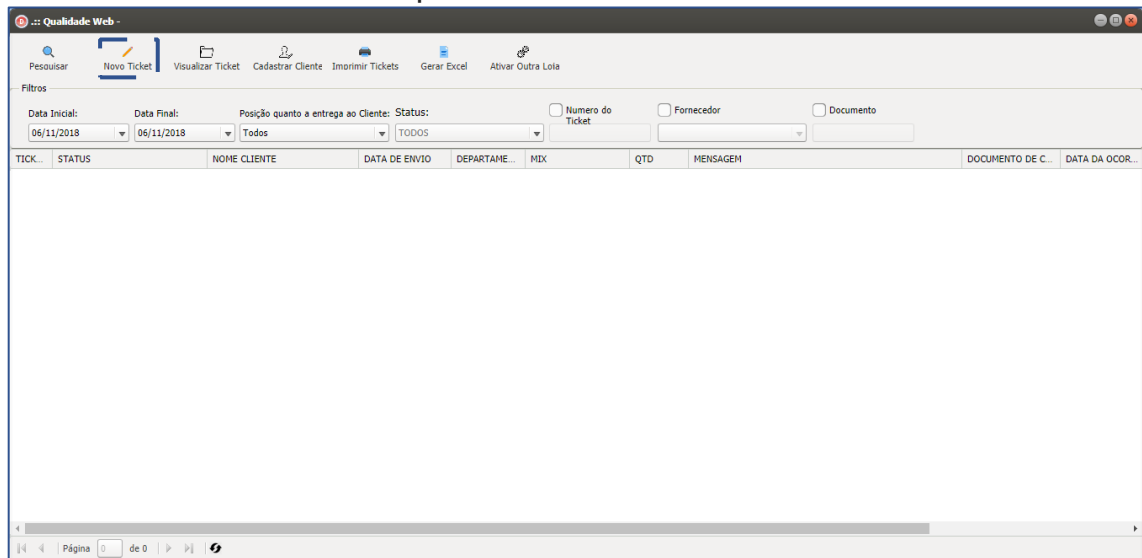 .:: Qualidade Web -
Pesquisar Novo Ticket Visualizar Ticket Cadastrar Cliente Imprimir Tickets Gerar Excel Ativar Outra Loja
Filtros
Data Inicial: Data Final: Posição quanto a entrega ao Cliente: Status: Numero do Ticket Fornecedor Documento
06/11/2018 06/11/2018 Todos TODOS
TICK... STATUS NOME CLIENTE DATA DE ENVIO DEPARTAME... MIX QTD MENSAGEM DOCUMENTO DE C... DATA DA OCOR...
Página 0 de 0